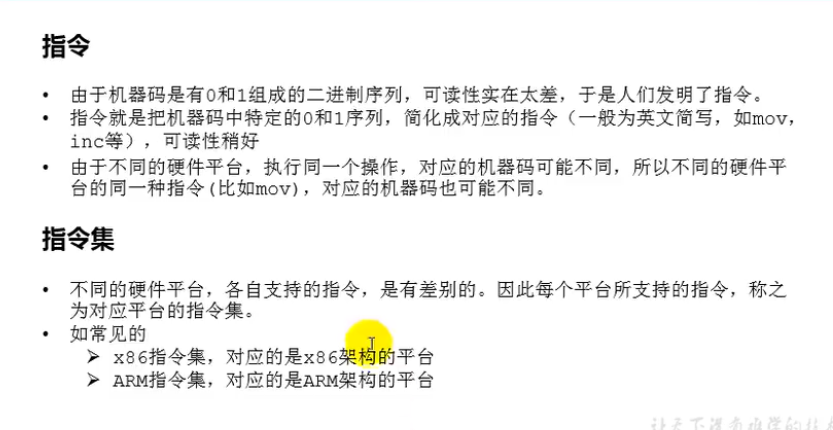 指令
• 由于机器码是有0和1组成的二进制序列，可读性实在太差，于是人们发明了指令。
• 指令就是把机器码中特定的0和1序列，简化成对应的指令（一般为英文简写，如mov，
inc等），可读性稍好
• 由于不同的硬件平台，执行同一个操作，对应的机器码可能不同，所以不同的硬件平
台的同一种指令(比如mov)，对应的机器码也可能不同。
指令集
• 不同的硬件平台，各自支持的指令，是有差别的。因此每个平台所支持的指令，称之
为对应平台的指令集。
• 如常见的
➢ x86指令集，对应的是x86架构的平台
➢ ARM指令集，对应的是ARM架构的平台